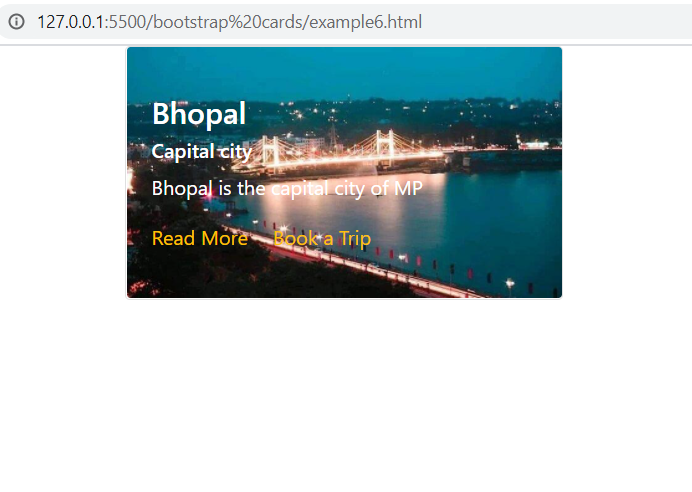 127.0.0.1:5500/bootstrap%20cards/example6.html
Bhopal
Capital city
Bhopal is the capital city of MP
Read More Book a Trip